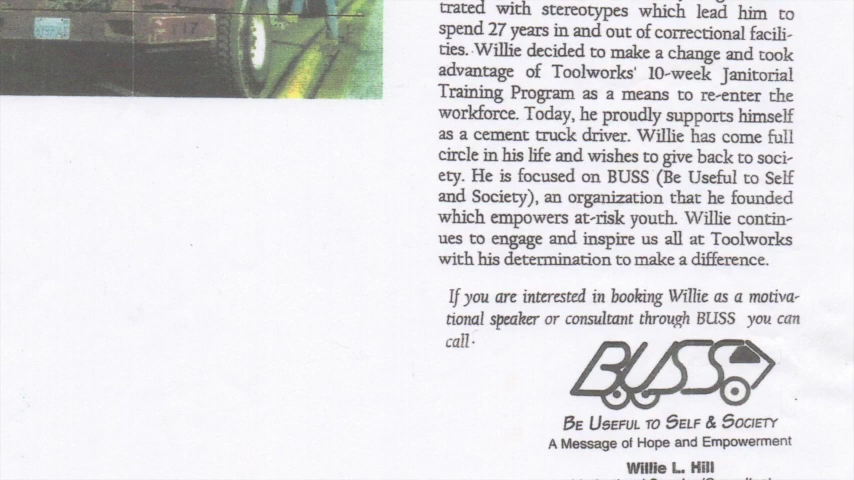 trated with stereotypes which lead him to
spend 27 years in and out of correctional facili-
ties. Willie decided to make a change and took
advantage of Toolworks' 10-week Janitorial
Training Program as a means to re-enter the
workforce. Today, he proudly supports himself
as a cement truck driver. Willie has come full
circle in his life and wishes to give back to soci-
ety. He is focused on BUSS (Be Useful to Self
and Society), an organization that he founded
which empowers at-risk youth. Willie contin-
ues to engage and inspire us all at Toolworks
with his determination to make a difference.
If you are interested in booking Willie as a motiva-
tional speaker or consultant through BUSS you can
call·
BUSS
BE USEFUL TO SELF & SOCIETY
A Message of Hope and Empowerment
Willie L. Hill
117